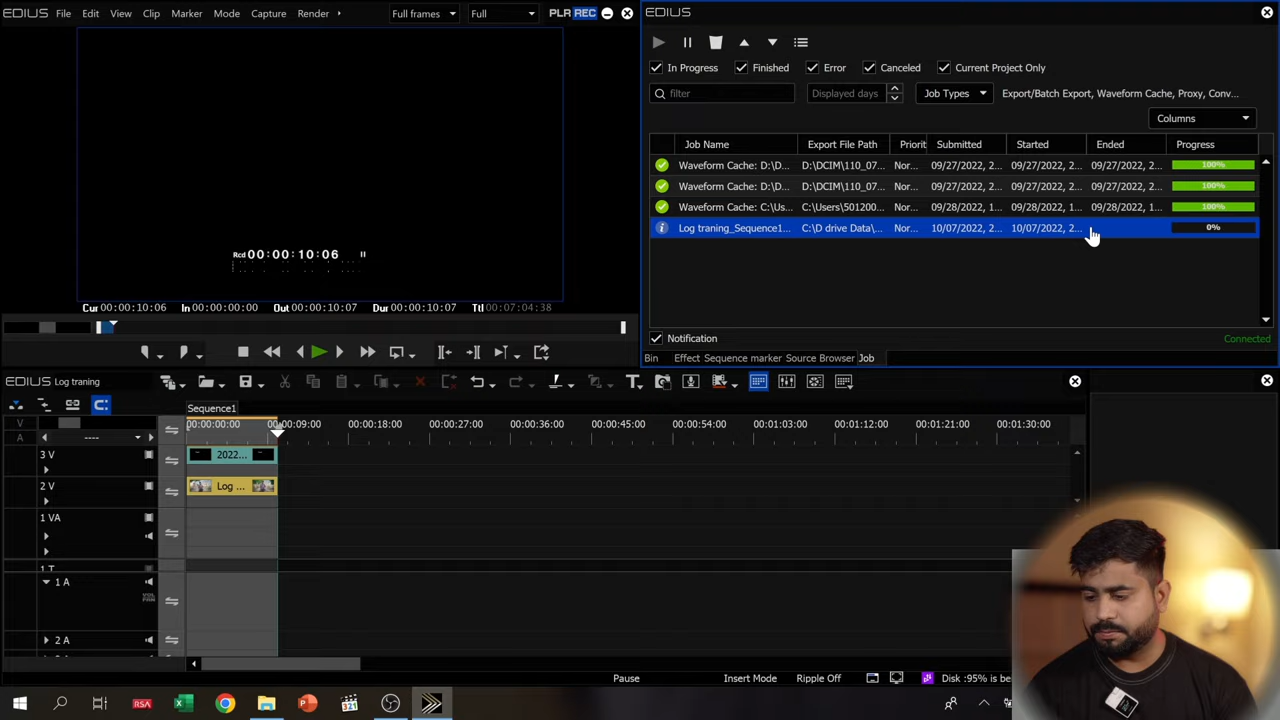 EDIUS File Edit View Clip Marker Mode Capture Render Full frames Full PLR REC
Rcd 00:00:10:06
Cur 00:00:10:06 In 00:00:00:00 Out 00:00:10:07 Dur 00:00:10:07 Ttl 00:07:04:38
EDIUS
In Progress Finished Error Canceled Current Project Only
filter Displayed days Job Types Export/Batch Export, Waveform Cache, Proxy, Conv...
Columns
Job Name Export File Path Priorit Submitted Started Ended Progress
Waveform Cache: D:\D... D:\DCIM\110_07... Nor... 09/27/2022, 2... 09/27/2022, 2... 09/27/2022, 2... 100%
Waveform Cache: D:\D... D:\DCIM\110_07... Nor... 09/27/2022, 2... 09/27/2022, 2... 09/27/2022, 2... 100%
Waveform Cache: C:\Us... C:\Users\501200... Nor... 09/28/2022, 1... 09/28/2022, 1... 09/28/2022, 1... 100%
Log traning_Sequence1... C:\D drive Data\... Nor... 10/07/2022, 2... 10/07/2022, 2... 0%
Notification Connected
Bin Effect Sequence marker Source Browser Job
EDIUS Log traning
Sequence1
V
A ----
00:00:00:00 00:00:09:00 00:00:18:00 00:00:27:00 00:00:36:00 00:00:45:00 00:00:54:00 00:01:03:00 00:01:12:00 00:01:21:00 00:01:30:00
3 V 2022...
2 V Log ...
1 VA
1 T
1 A
VOL
PAN
2 A
Pause Insert Mode Ripple Off Disk :95% is be
RSA